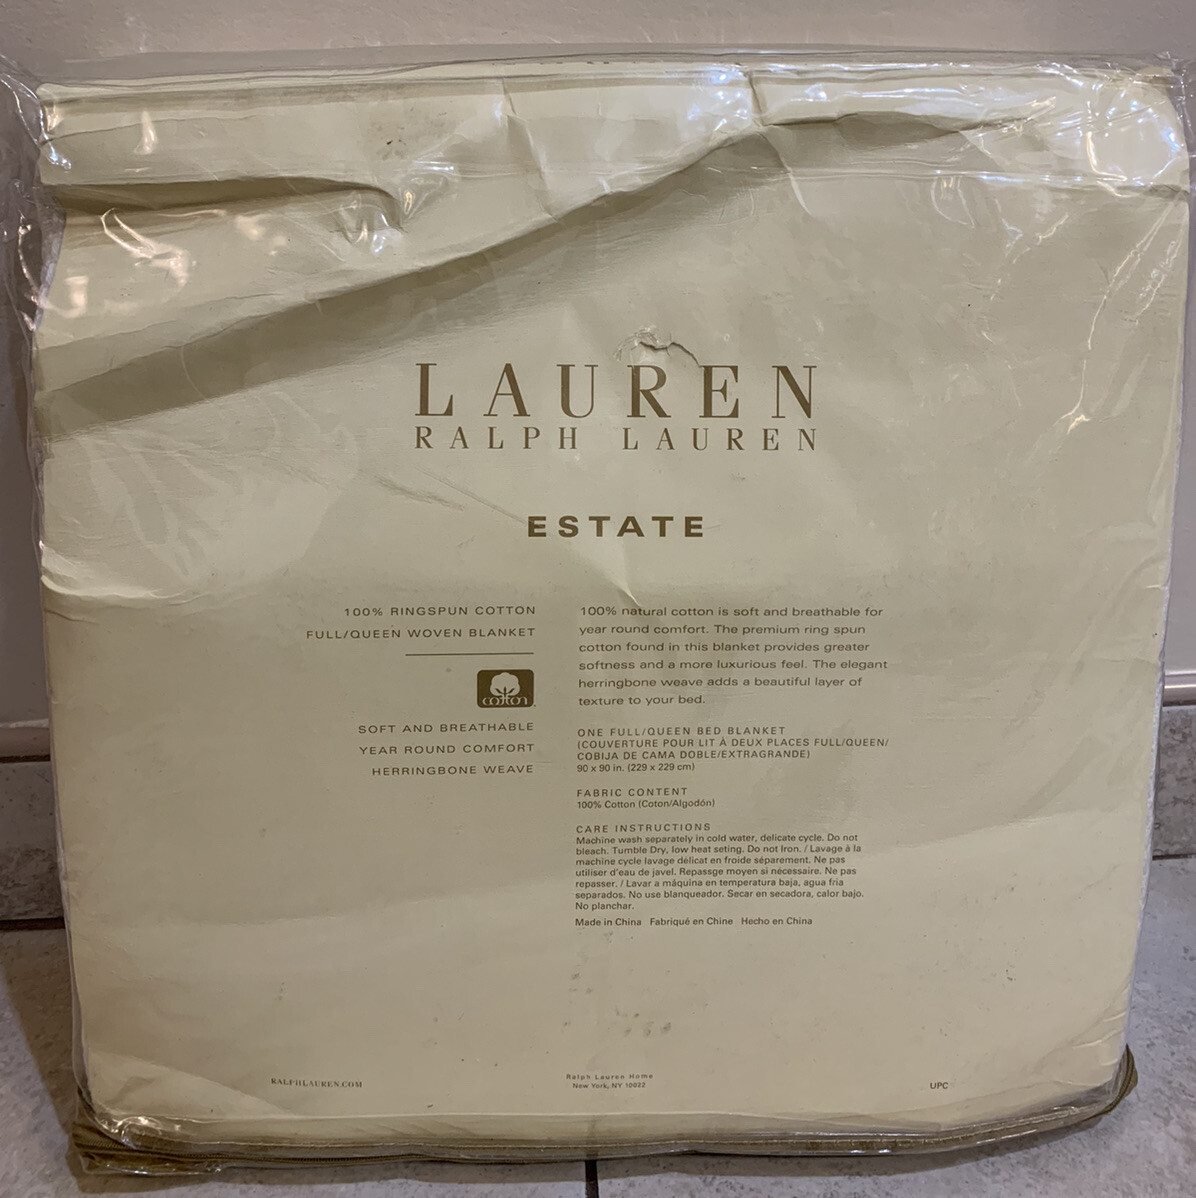 LAUREN
RALPH LAUREN
ESTATE
100% RINGSPUN COTTON
FULL/QUEEN WOVEN BLANKET
cotton
SOFT AND BREATHABLE
YEAR ROUND COMFORT
HERRINGBONE WEAVE
100% natural cotton is soft and breathable for
year round comfort. The premium ring spun
cotton found in this blanket provides greater
softness and a more luxurious feel. The elegant
herringbone weave adds a beautiful layer of
texture to your bed.
ONE FULL/QUEEN BED BLANKET
(COUVERTURE POUR LIT À DEUX PLACES FULL/QUEEN/
COBIJA DE CAMA DOBLE/EXTRAGRANDE)
90 x 90 in. (229 x 229 cm)
FABRIC CONTENT
100% Cotton (Coton/Algodón)
CARE INSTRUCTIONS
Machine wash separately in cold water, delicate cycle. Do not
bleach. Tumble Dry, low heat seting. Do not Iron. / Lavage à la
machine cycle lavage délicat en froide séparement. Ne pas
utiliser d'eau de javel. Repassge moyen si nécessaire. Ne pas
repasser. / Lavar a máquina en temperatura baja, agua fria
separados. No use blanqueador. Secar en secadora, calor bajo.
No planchar.
Made in China Fabriqué en Chine Hecho en China
RALPHLAUREN.COM
Ralph Lauren Home
New York, NY 10022
UPC